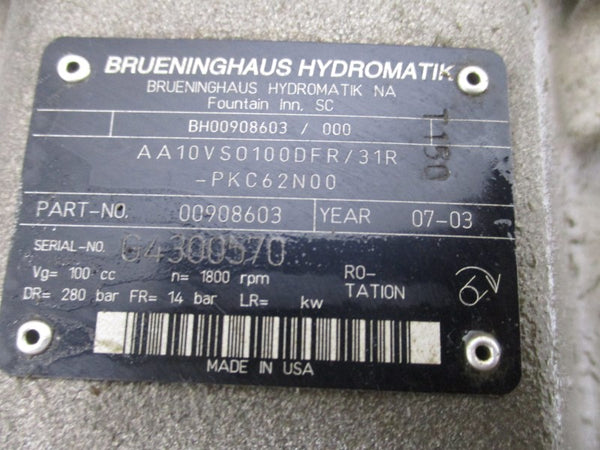 BRUENINGHAUS HYDROMATIK
BRUENINGHAUS HYDROMATIK NA
Fountain Inn, SC
BH00908603 / 000
T180
AA10VSO100DFR/31R
-PKC62N00
PART-NO. 00908603 YEAR 07-03
SERIAL-NO. G4300570
Vg= 100 cc n= 1800 rpm RO-
TATION
DR= 280 bar FR= 14 bar LR= kw
MADE IN USA